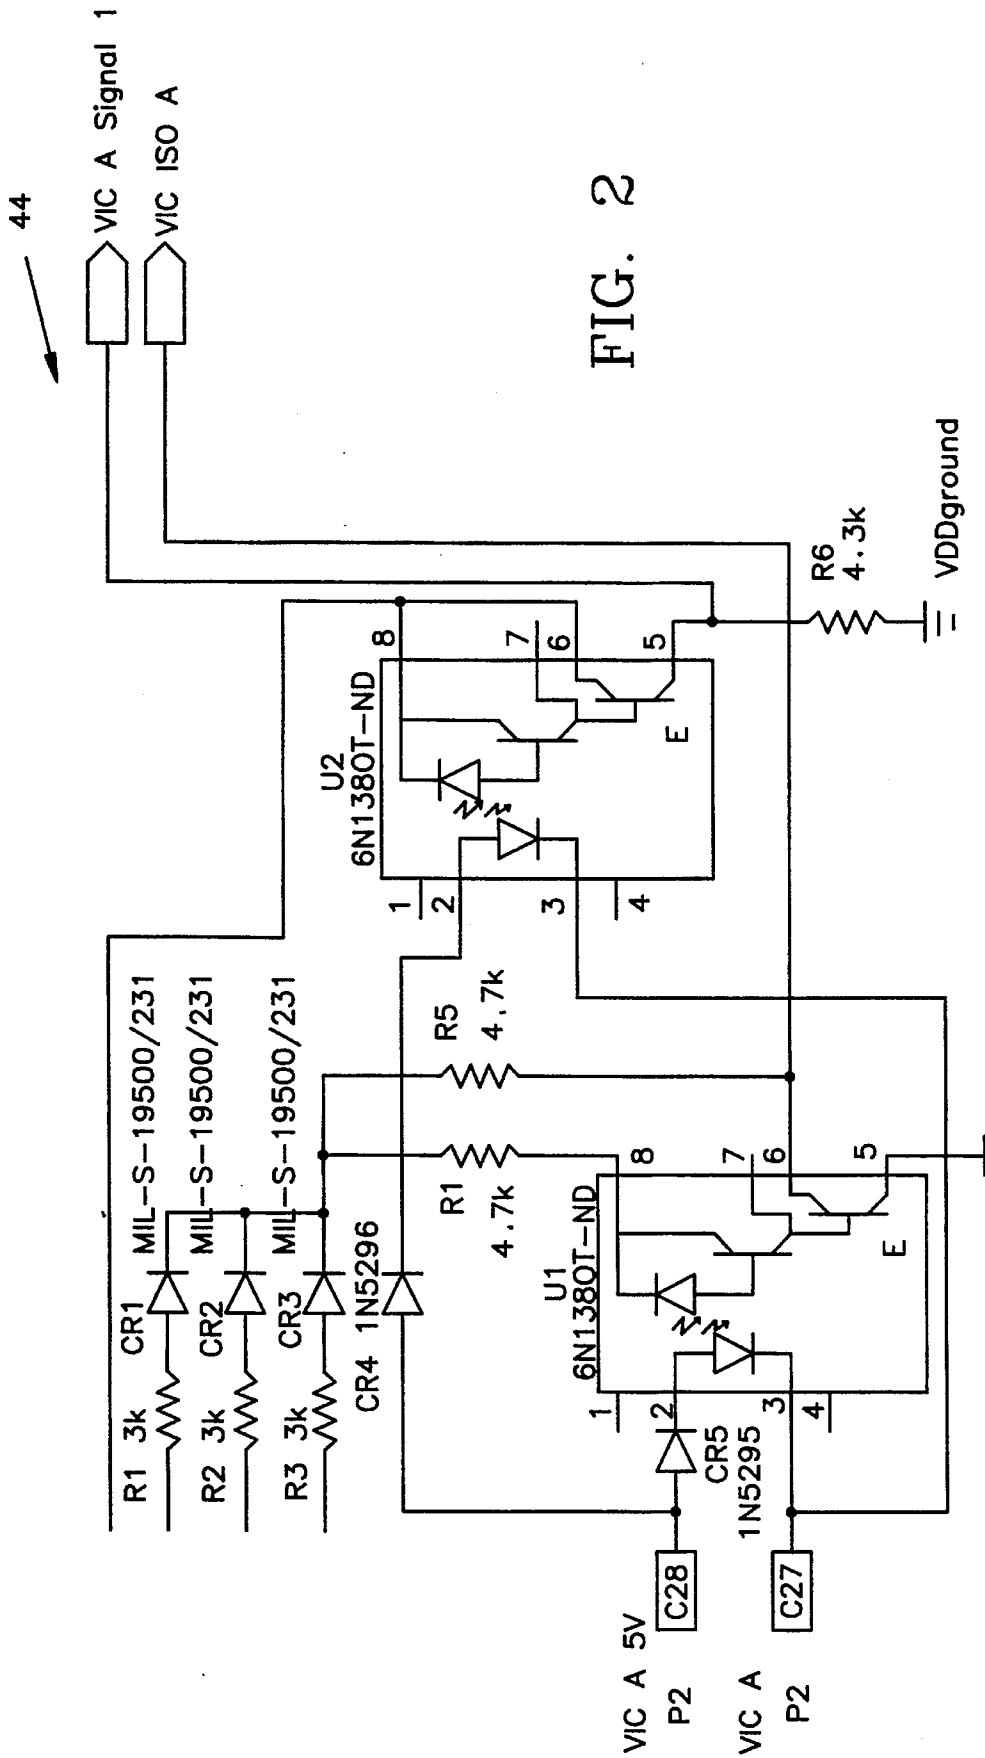 44
VIC A Signal 1
VIC ISO A
FIG. 2
R1 3k
CR1
MIL-S-19500/231
R2 3k
CR2
MIL-S-19500/231
R3 3k
CR3
MIL-S-19500/231
CR4 1N5296
R1
4.7k
R5
4.7k
U2
6N138OT-ND
1
2
3
4
8
7
6
5
E
R6
4.3k
VDDground
U1
6N138OT-ND
1
2
3
4
8
7
6
5
E
CR5
1N5295
VIC A 5V
P2
C28
VIC A
P2
C27